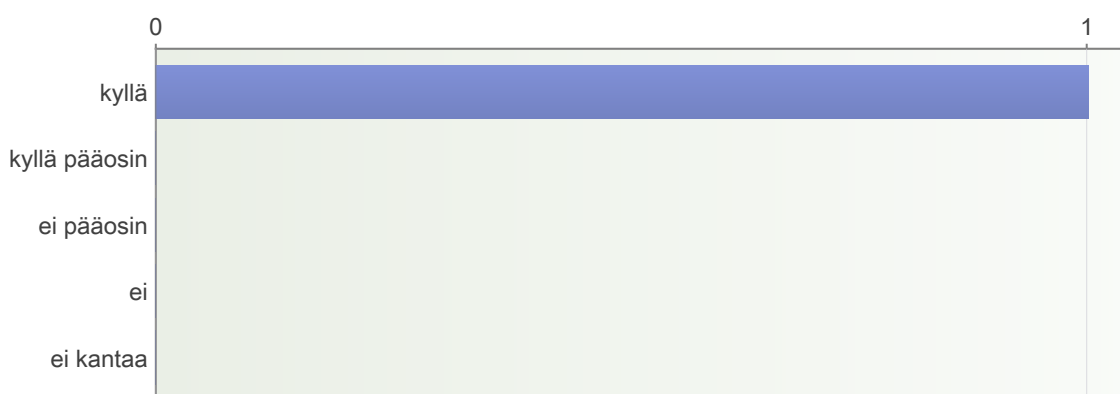 0 1
kyllä
kyllä pääosin
ei pääosin
ei
ei kantaa